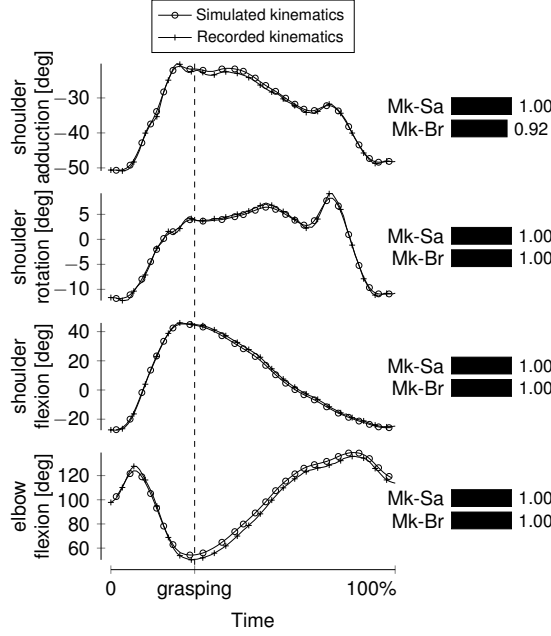 Simulated kinematics
Recorded kinematics
shoulder
adduction [deg]
−30
−40
−50
Mk-Sa 1.00
Mk-Br 0.92
shoulder
rotation [deg]
5
0
−5
−10
Mk-Sa 1.00
Mk-Br 1.00
shoulder
flexion [deg]
40
20
0
−20
Mk-Sa 1.00
Mk-Br 1.00
elbow
flexion [deg]
120
100
80
60
Mk-Sa 1.00
Mk-Br 1.00
0 grasping 100%
Time